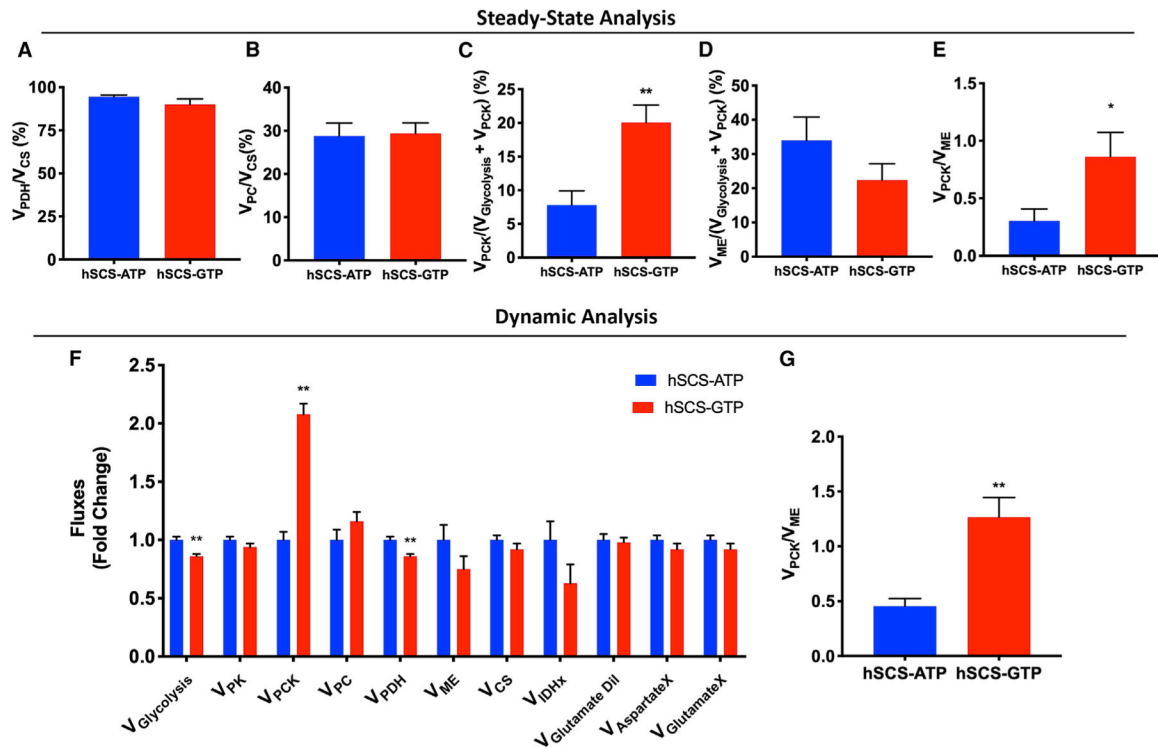 Steady-State Analysis
A
V_PDH/V_CS (%)
100
75
50
25
0
hSCS-ATP hSCS-GTP
B
V_PC/V_CS(%)
40
30
20
10
0
hSCS-ATP hSCS-GTP
C
V_PCK/(V_Glycolysis + V_PCK) (%)
25
20
15
10
5
0
**
hSCS-ATP hSCS-GTP
D
V_ME/(V_Glycolysis + V_PCK) (%)
50
40
30
20
10
0
hSCS-ATP hSCS-GTP
E
V_PCK/V_ME
1.5
1.0
0.5
0.0
*
hSCS-ATP hSCS-GTP
Dynamic Analysis
F
Fluxes
(Fold Change)
2.5
2.0
1.5
1.0
0.5
0.0
**
**
**
hSCS-ATP
hSCS-GTP
V_Glycolysis
V_PK
V_PCK
V_PC
V_PDH
V_ME
V_CS
V_IDHx
V_Glutamate Dil
V_AspartateX
V_GlutamateX
G
V_PCK/V_ME
2.0
1.5
1.0
0.5
0.0
**
hSCS-ATP hSCS-GTP